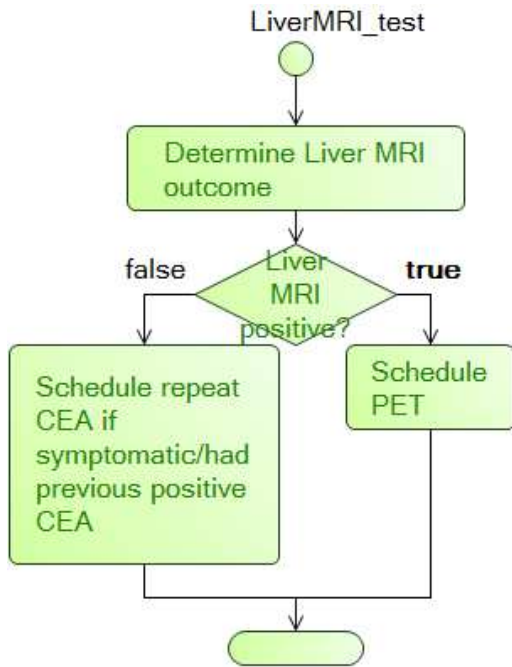 LiverMRI_test
Determine Liver MRI
outcome
false
Liver
MRI
positive?
true
Schedule repeat
CEA if
symptomatic/had
previous positive
CEA
Schedule
PET